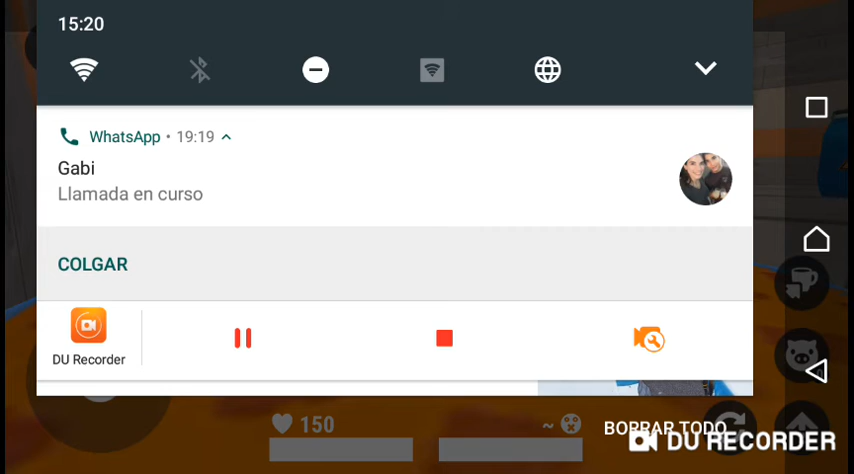 15:20
WhatsApp • 19:19
Gabi
Llamada en curso
COLGAR
DU Recorder
150
~
BORRAR TODO
DU RECORDER